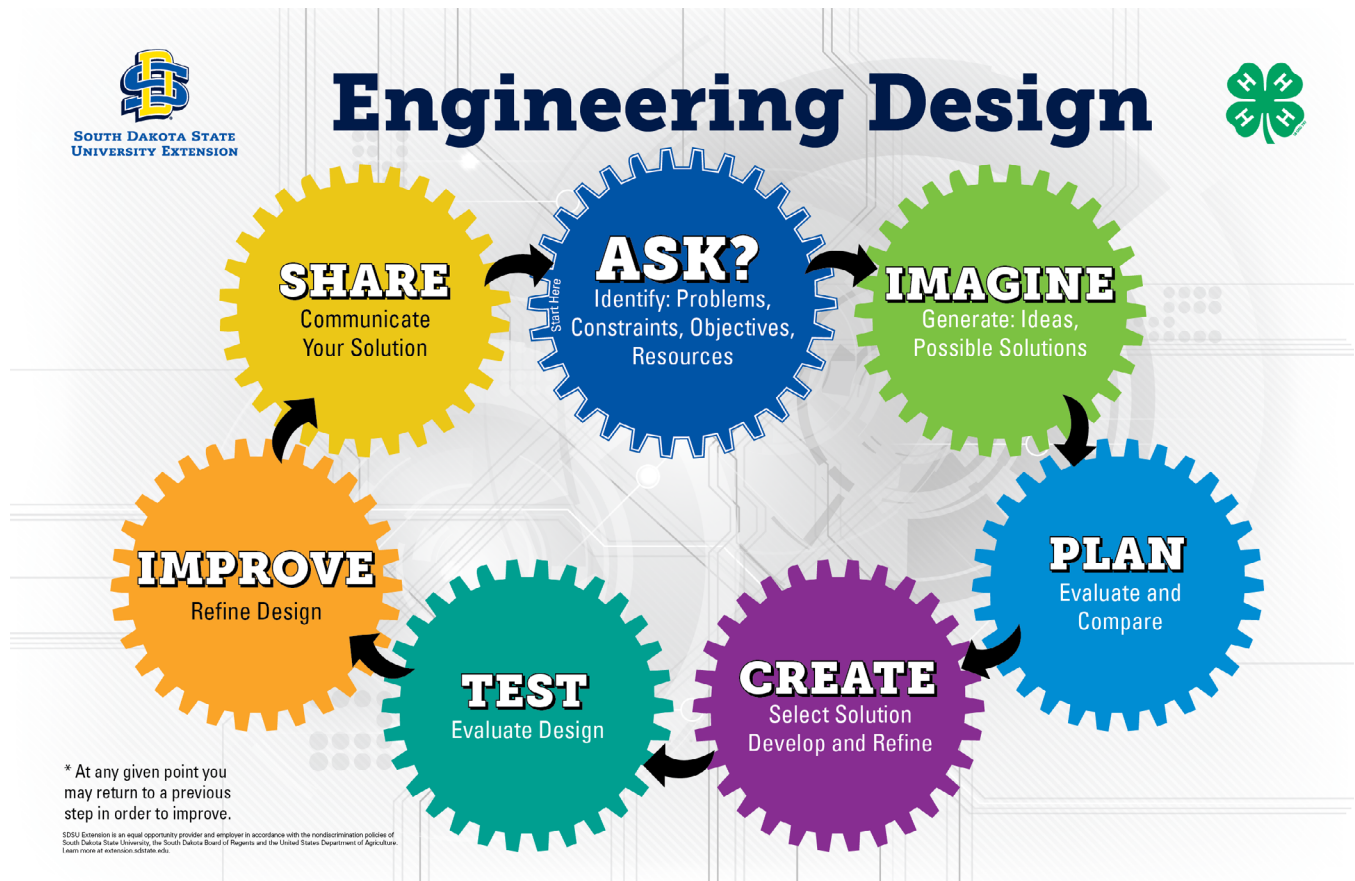 SOUTH DAKOTA STATE
UNIVERSITY EXTENSION
Engineering Design
H H
H H
Start Here
ASK?
Identify: Problems,
Constraints, Objectives,
Resources
IMAGINE
Generate: Ideas,
Possible Solutions
PLAN
Evaluate and
Compare
CREATE
Select Solution
Develop and Refine
TEST
Evaluate Design
IMPROVE
Refine Design
SHARE
Communicate
Your Solution
* At any given point you
may return to a previous
step in order to improve.
SDSU Extension is an equal opportunity provider and employer in accordance with the nondiscrimination policies of
South Dakota State University, the South Dakota Board of Regents and the United States Department of Agriculture.
Learn more at extension.sdstate.edu.